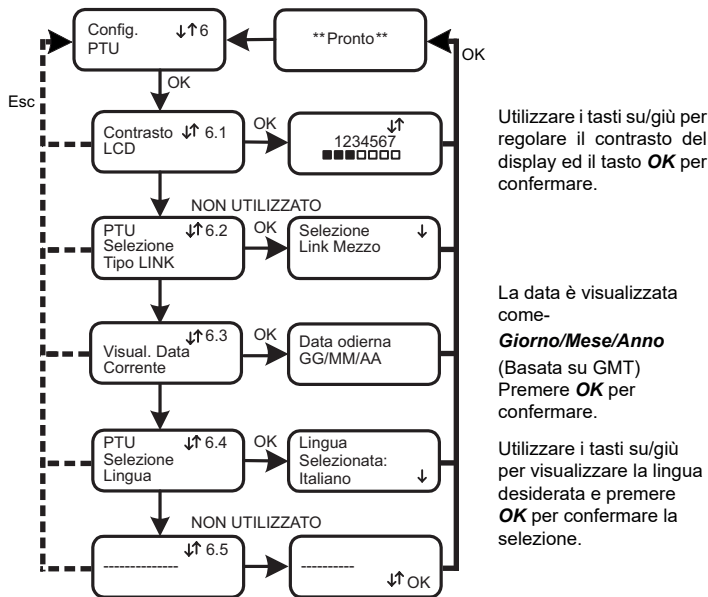 Config. ↓↑6
PTU
**Pronto**
OK
OK
Esc
Contrasto ↓↑ 6.1
LCD
OK
↓↑
1234567
Utilizzare i tasti su/giù per
regolare il contrasto del
display ed il tasto OK per
confermare.
NON UTILIZZATO
PTU ↓↑6.2
Selezione
Tipo LINK
OK
Selezione ↓
Link Mezzo
↓↑6.3
Visual. Data
Corrente
OK
Data odierna
GG/MM/AA
La data è visualizzata
come-
Giorno/Mese/Anno
(Basata su GMT)
Premere OK per
confermare.
PTU ↓↑ 6.4
Selezione
Lingua
OK
Lingua
Selezionata:
Italiano ↓
Utilizzare i tasti su/giù
per visualizzare la lingua
desiderata e premere
OK per confermare la
selezione.
NON UTILIZZATO
↓↑ 6.5
--------------
----------
↓↑ OK